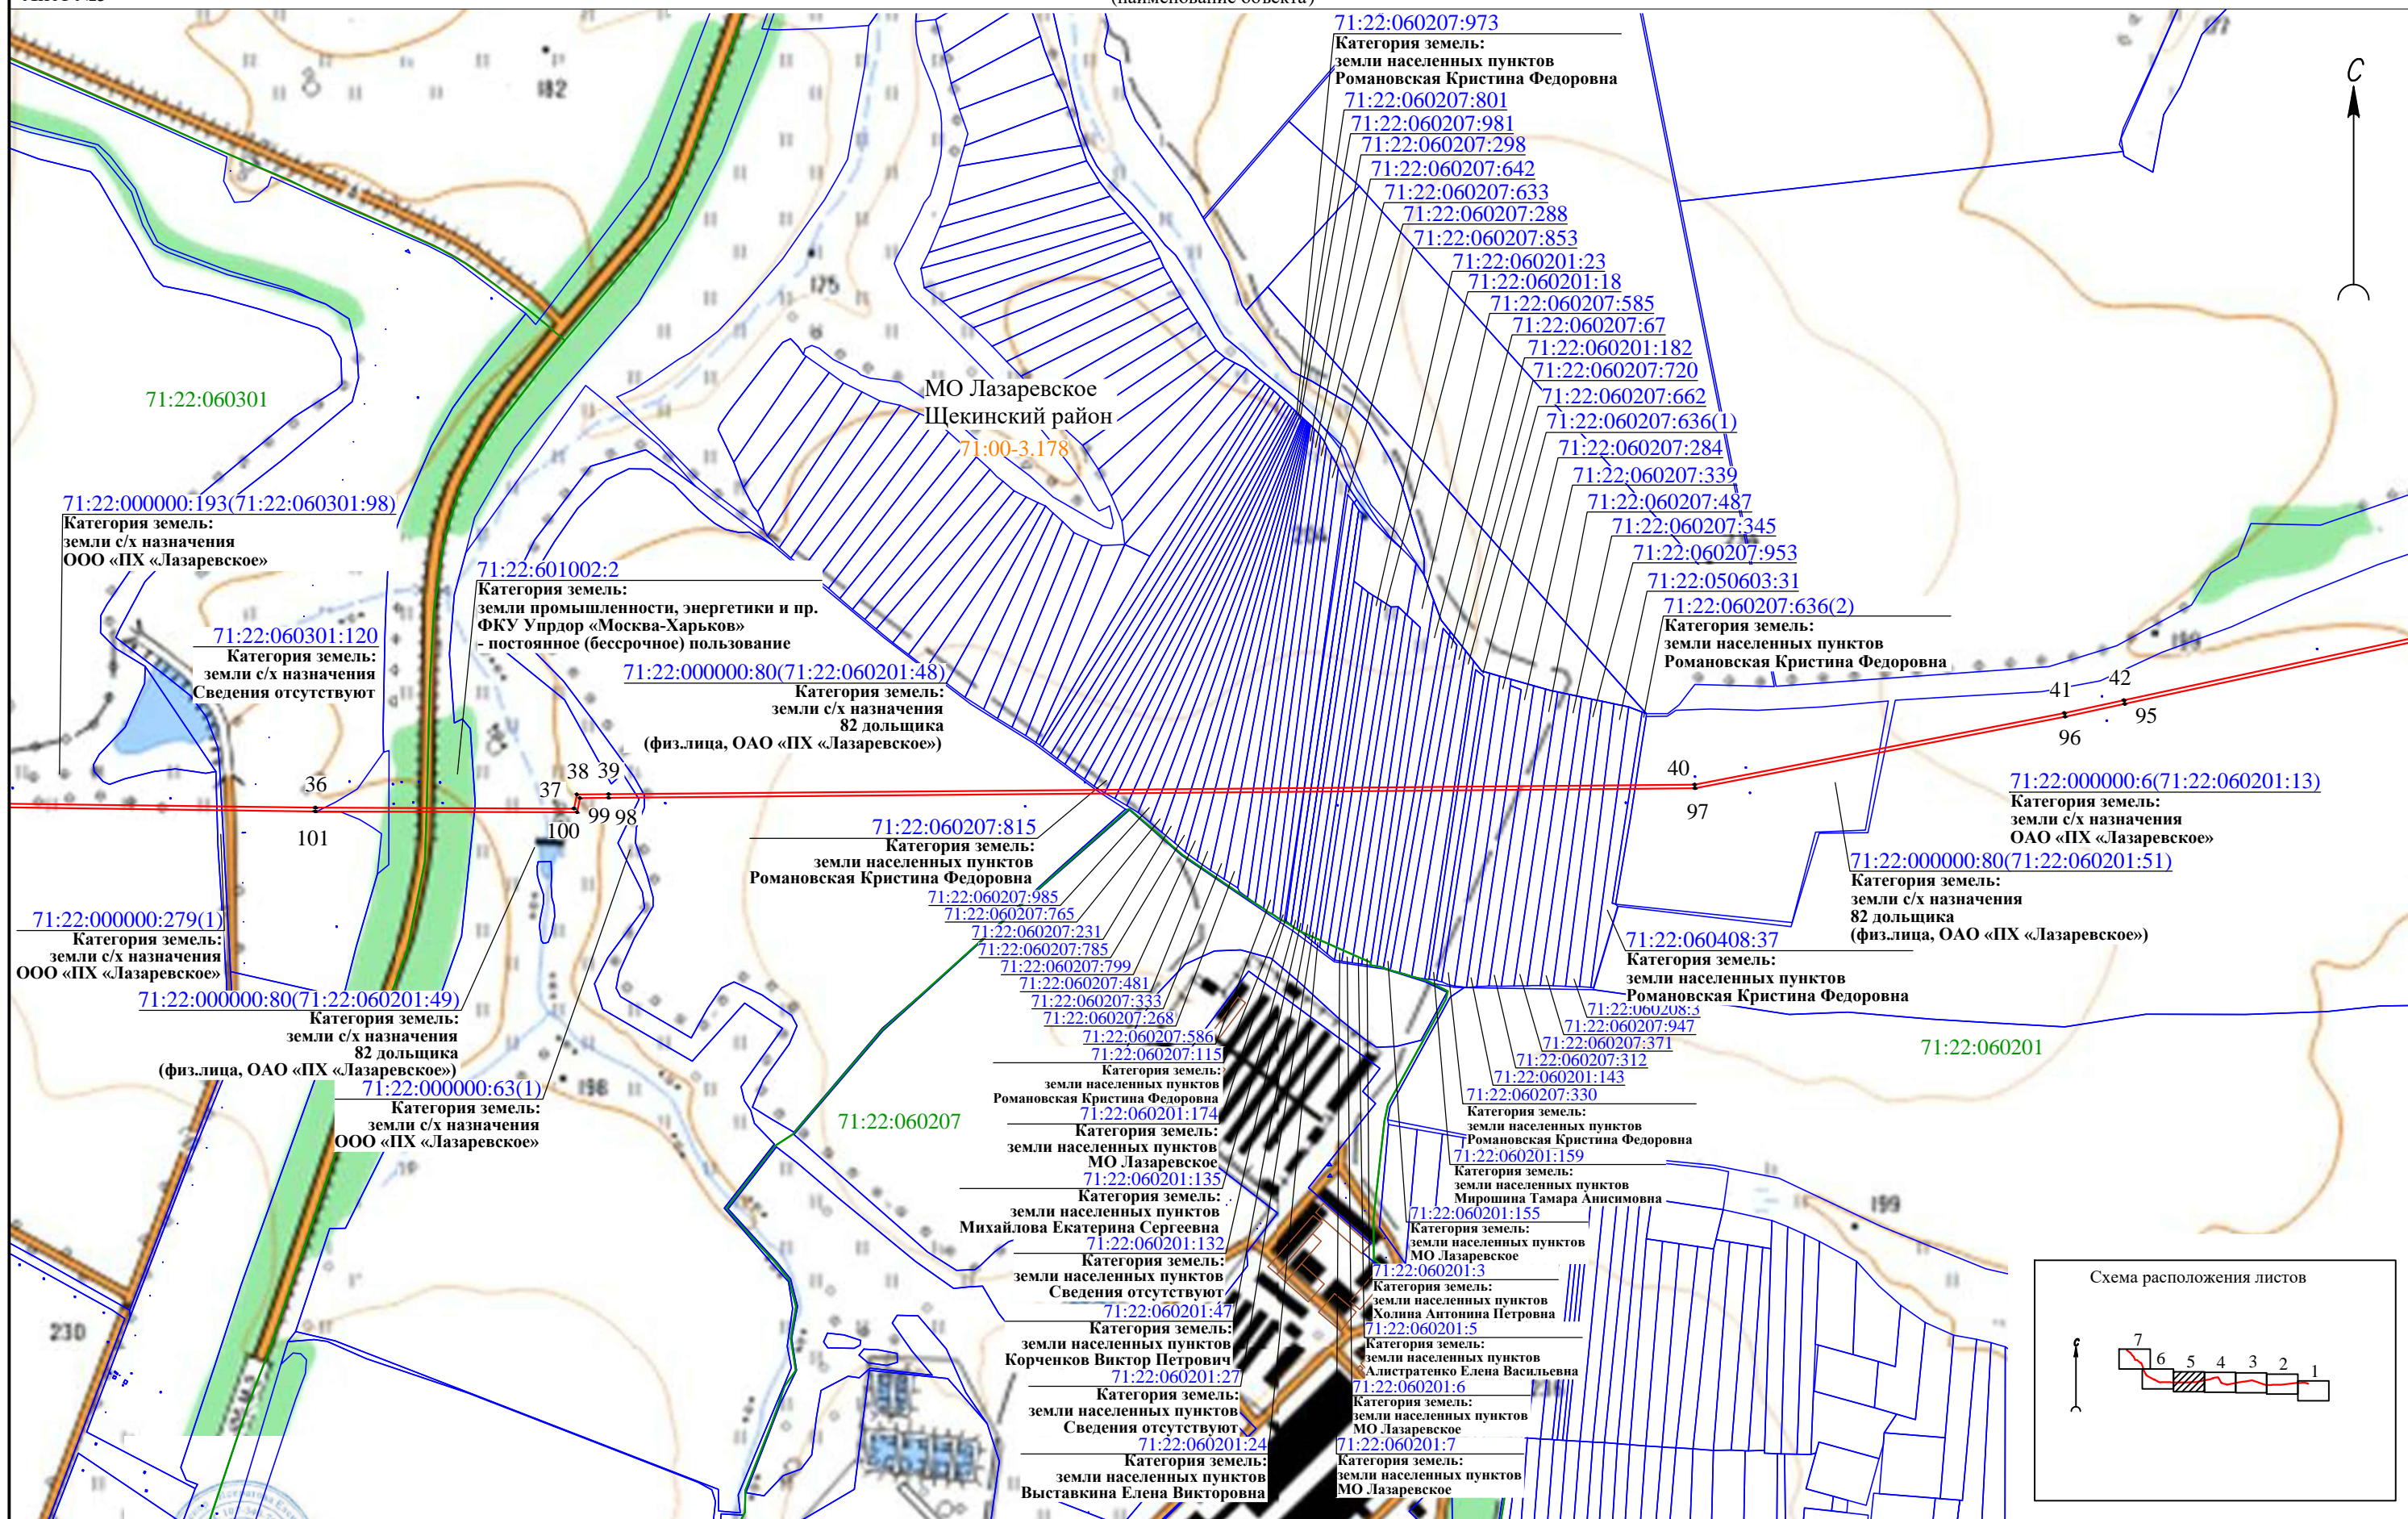 (наименование объекта)
71:22:060207:973
Категория земель:
земли населенных пунктов
Романовская Кристина Федоровна
71:22:060207:801
71:22:060207:981
71:22:060207:298
71:22:060207:642
71:22:060207:633
71:22:060207:288
71:22:060207:853
71:22:060201:23
71:22:060201:18
71:22:060207:585
71:22:060207:67
71:22:060201:182
71:22:060207:720
71:22:060207:662
71:22:060207:636(1)
71:22:060207:284
71:22:060207:339
71:22:060207:487
71:22:060207:345
71:22:060207:953
71:22:050603:31
71:22:060207:636(2)
Категория земель:
земли населенных пунктов
Романовская Кристина Федоровна
С
182
175
71:22:060301
МО Лазаревское
Щекинский район
71:00-3.178
71:22:000000:193(71:22:060301:98)
Категория земель:
земли с/х назначения
ООО «ПХ «Лазаревское»
71:22:601002:2
Категория земель:
земли промышленности, энергетики и пр.
ФКУ Упрдор «Москва-Харьков»
- постоянное (бессрочное) пользование
71:22:060301:120
Категория земель:
земли с/х назначения
Сведения отсутствуют
71:22:000000:80(71:22:060201:48)
Категория земель:
земли с/х назначения
82 дольщика
(физ.лица, ОАО «ПХ «Лазаревское»)
36
37
38
39
40
41
42
95
96
97
98
99
100
101
71:22:000000:6(71:22:060201:13)
Категория земель:
земли с/х назначения
ОАО «ПХ «Лазаревское»
71:22:000000:80(71:22:060201:51)
Категория земель:
земли с/х назначения
82 дольщика
(физ.лица, ОАО «ПХ «Лазаревское»)
71:22:060207:815
Категория земель:
земли населенных пунктов
Романовская Кристина Федоровна
71:22:060207:985
71:22:060207:765
71:22:060207:231
71:22:060207:785
71:22:060207:799
71:22:060207:481
71:22:060207:333
71:22:060207:268
71:22:060207:586
71:22:060207:115
Категория земель:
земли населенных пунктов
Романовская Кристина Федоровна
71:22:060201:174
Категория земель:
земли населенных пунктов
МО Лазаревское
71:22:060201:135
Категория земель:
земли населенных пунктов
Михайлова Екатерина Сергеевна
71:22:060201:132
Категория земель:
земли населенных пунктов
Сведения отсутствуют
71:22:060201:47
Категория земель:
земли населенных пунктов
Корченков Виктор Петрович
71:22:060201:27
Категория земель:
земли населенных пунктов
Сведения отсутствуют
71:22:060201:24
Категория земель:
земли населенных пунктов
Выставкина Елена Викторовна
71:22:000000:279(1)
Категория земель:
земли с/х назначения
ООО «ПХ «Лазаревское»
71:22:000000:80(71:22:060201:49)
Категория земель:
земли с/х назначения
82 дольщика
(физ.лица, ОАО «ПХ «Лазаревское»)
71:22:000000:63(1)
Категория земель:
земли с/х назначения
ООО «ПХ «Лазаревское»
198
71:22:060207
71:22:060408:37
Категория земель:
земли населенных пунктов
Романовская Кристина Федоровна
71:22:060208:3
71:22:060207:947
71:22:060207:371
71:22:060207:312
71:22:060201:143
71:22:060207:330
Категория земель:
земли населенных пунктов
Романовская Кристина Федоровна
71:22:060201:159
Категория земель:
земли населенных пунктов
Мирошина Тамара Анисимовна
71:22:060201:155
Категория земель:
земли населенных пунктов
МО Лазаревское
71:22:060201:3
Категория земель:
земли населенных пунктов
Холина Антонина Петровна
71:22:060201:5
Категория земель:
земли населенных пунктов
Алистратенко Елена Васильевна
71:22:060201:6
Категория земель:
земли населенных пунктов
МО Лазаревское
71:22:060201:7
Категория земель:
земли населенных пунктов
МО Лазаревское
71:22:060201
199
230
Схема расположения листов
7
6
5
4
3
2
1